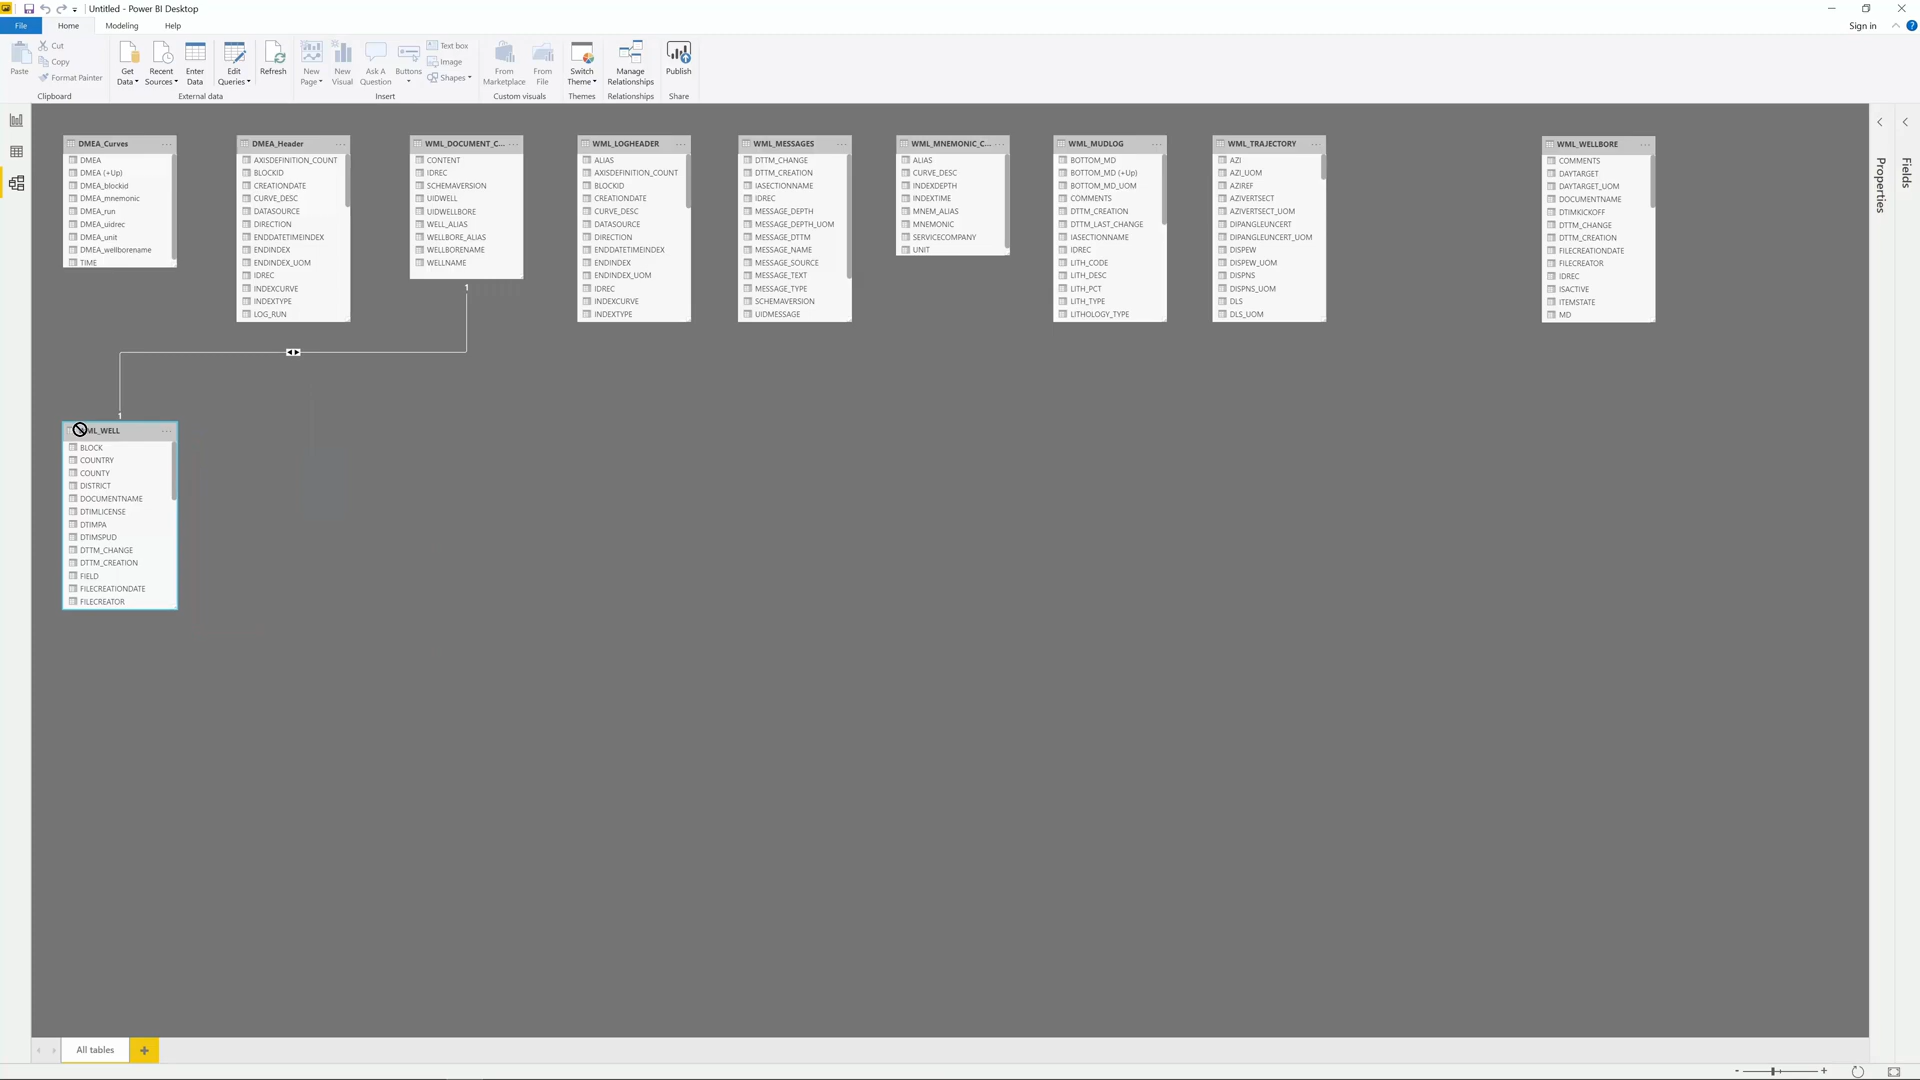 Untitled - Power BI Desktop
File
Home
Modeling
Help
Sign in
Paste
Cut
Copy
Format Painter
Clipboard
Get Data
Recent Sources
Enter Data
Edit Queries
Refresh
External data
New Page
New Visual
Ask A Question
Buttons
Text box
Image
Shapes
Insert
From Marketplace
From File
Custom visuals
Switch Theme
Themes
Manage Relationships
Relationships
Publish
Share
DMEA_Curves
DMEA
DMEA (+Up)
DMEA_blockid
DMEA_mnemonic
DMEA_run
DMEA_uidrec
DMEA_unit
DMEA_wellborename
TIME
DMEA_Header
AXISDEFINITION_COUNT
BLOCKID
CREATIONDATE
CURVE_DESC
DATASOURCE
DIRECTION
ENDDATETIMEINDEX
ENDINDEX
ENDINDEX_UOM
IDREC
INDEXCURVE
INDEXTYPE
LOG_RUN
WML_DOCUMENT_C...
CONTENT
IDREC
SCHEMAVERSION
UIDWELL
UIDWELLBORE
WELL_ALIAS
WELLBORE_ALIAS
WELLBORENAME
WELLNAME
WML_LOGHEADER
ALIAS
AXISDEFINITION_COUNT
BLOCKID
CREATIONDATE
CURVE_DESC
DATASOURCE
DIRECTION
ENDDATETIMEINDEX
ENDINDEX
ENDINDEX_UOM
IDREC
INDEXCURVE
INDEXTYPE
WML_MESSAGES
DTTM_CHANGE
DTTM_CREATION
IASECTIONNAME
IDREC
MESSAGE_DEPTH
MESSAGE_DEPTH_UOM
MESSAGE_DTTM
MESSAGE_NAME
MESSAGE_SOURCE
MESSAGE_TEXT
MESSAGE_TYPE
SCHEMAVERSION
UIDMESSAGE
WML_MNEMONIC_C...
ALIAS
CURVE_DESC
INDEXDEPTH
INDEXTIME
MNEM_ALIAS
MNEMONIC
SERVICECOMPANY
UNIT
WML_MUDLOG
BOTTOM_MD
BOTTOM_MD (+Up)
BOTTOM_MD_UOM
COMMENTS
DTTM_CREATION
DTTM_LAST_CHANGE
IASECTIONNAME
IDREC
LITH_CODE
LITH_DESC
LITH_PCT
LITH_TYPE
LITHOLOGY_TYPE
WML_TRAJECTORY
AZI
AZI_UOM
AZIREF
AZIVERTSECT
AZIVERTSECT_UOM
DIPANGLEUNCERT
DIPANGLEUNCERT_UOM
DISPEW
DISPEW_UOM
DISPNS
DISPNS_UOM
DLS
DLS_UOM
WML_WELLBORE
COMMENTS
DAYTARGET
DAYTARGET_UOM
DOCUMENTNAME
DTIMKICKOFF
DTTM_CHANGE
DTTM_CREATION
FILECREATIONDATE
FILECREATOR
IDREC
ISACTIVE
ITEMSTATE
MD
Properties
Fields
1
1
ML_WELL
BLOCK
COUNTRY
COUNTY
DISTRICT
DOCUMENTNAME
DTIMLICENSE
DTIMPA
DTIMSPUD
DTTM_CHANGE
DTTM_CREATION
FIELD
FILECREATIONDATE
FILECREATOR
All tables